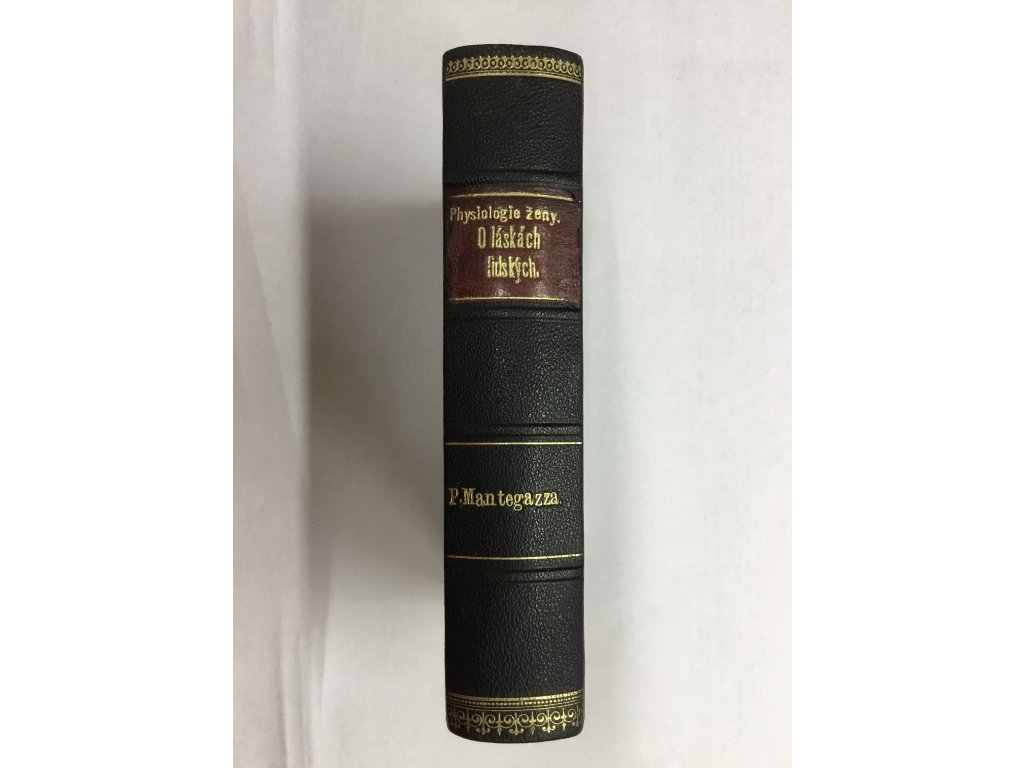 Physiologie ženy.
O láskách
lidských.
P. Mantegazza.